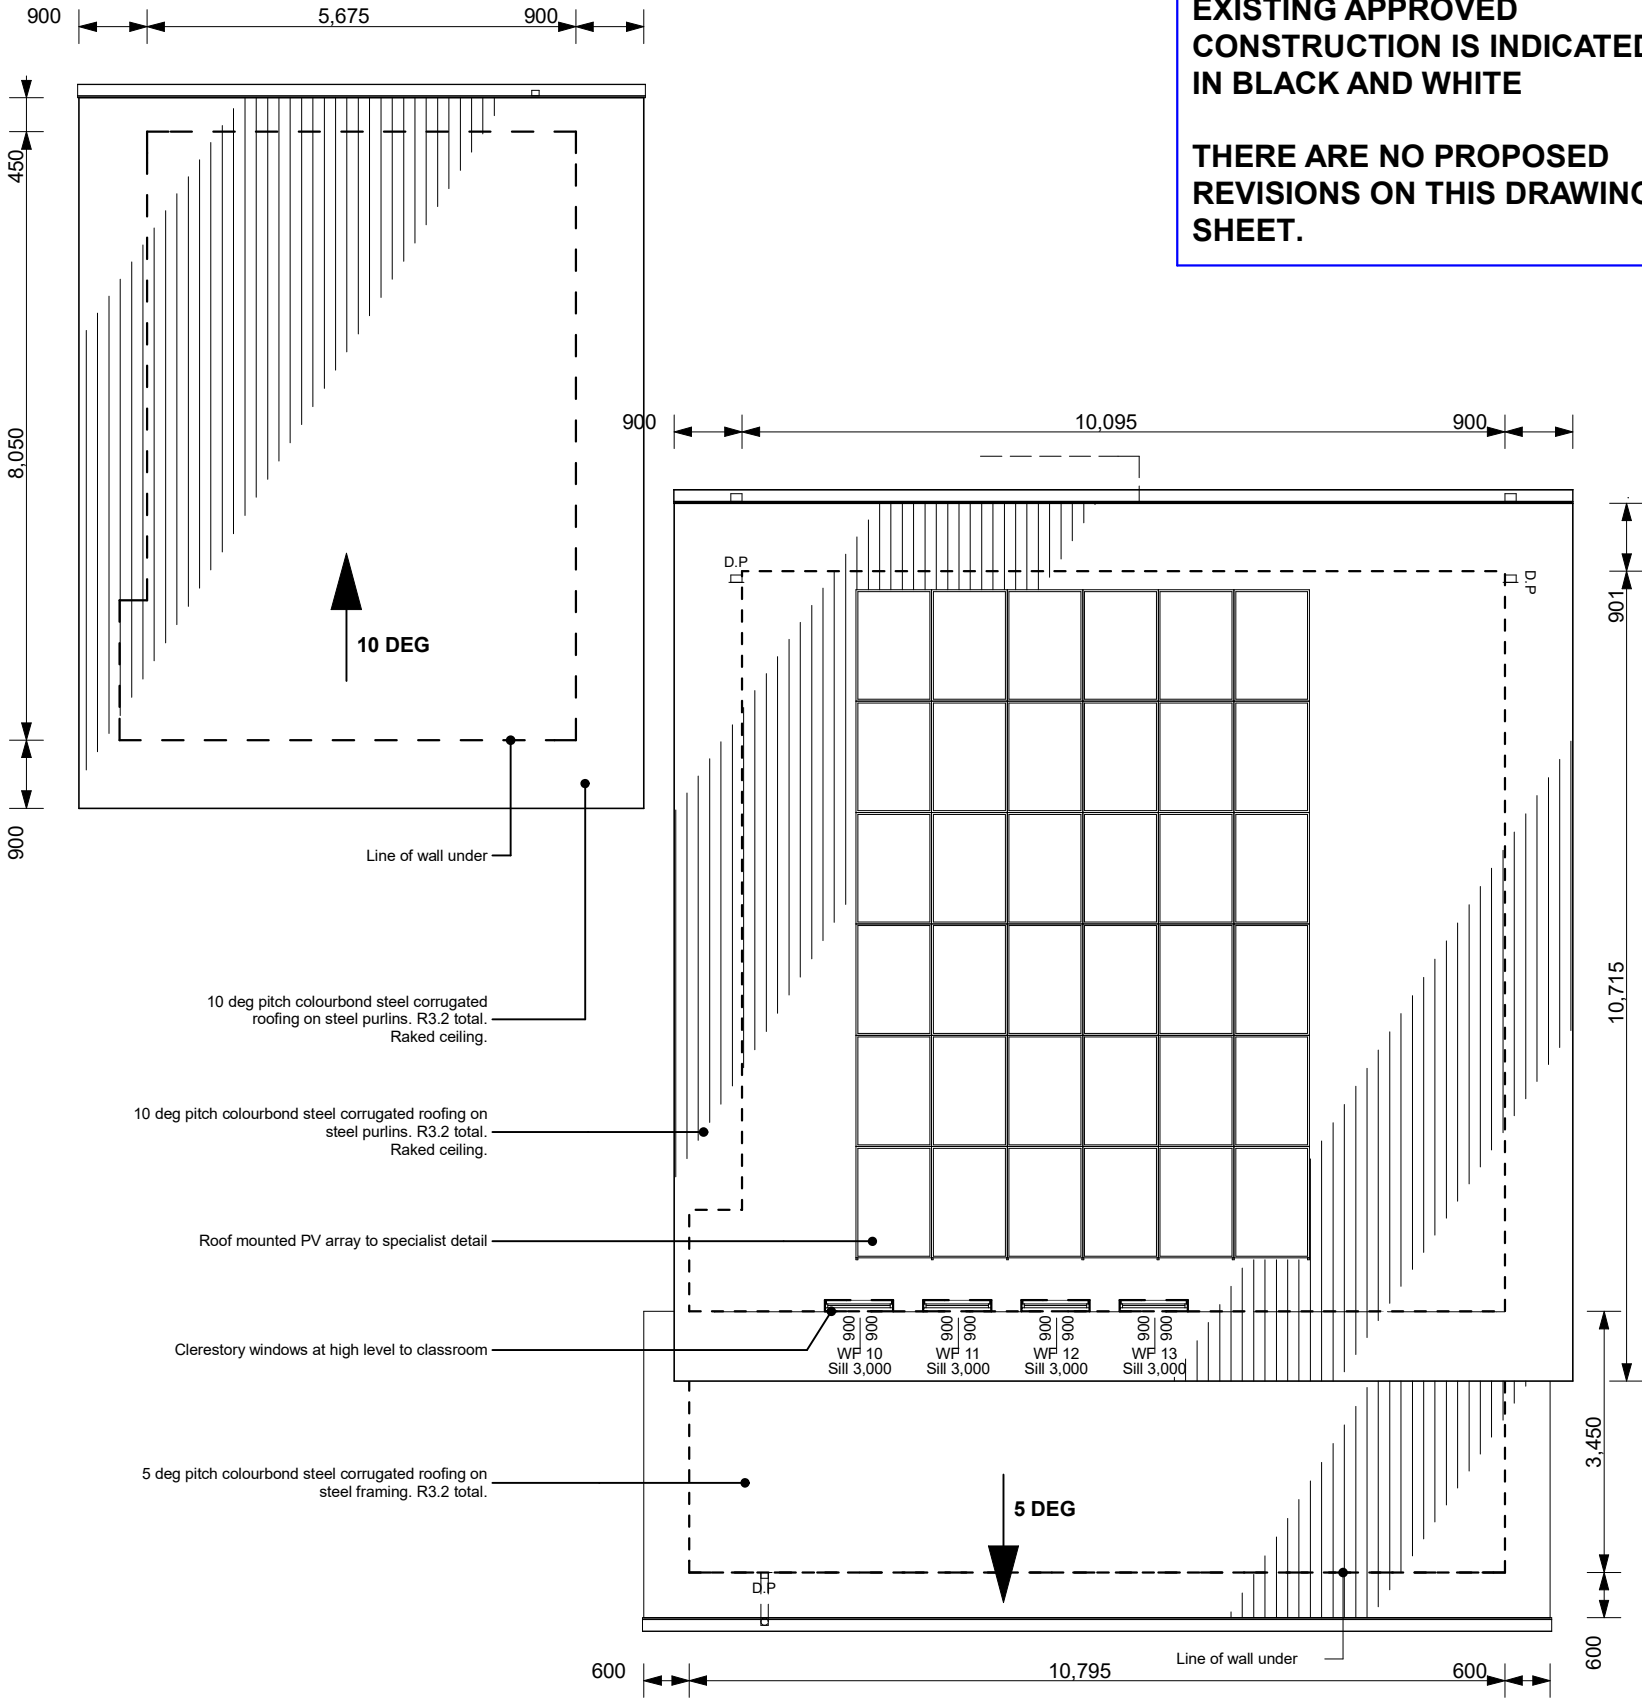 EXISTING APPROVED
CONSTRUCTION IS INDICATED
IN BLACK AND WHITE
THERE ARE NO PROPOSED
REVISIONS ON THIS DRAWING
SHEET.
900
5,675
900
450
8,050
900
10 DEG
Line of wall under
10 deg pitch colourbond steel corrugated
roofing on steel purlins. R3.2 total.
Raked ceiling.
10 deg pitch colourbond steel corrugated roofing on
steel purlins. R3.2 total.
Raked ceiling.
Roof mounted PV array to specialist detail
Clerestory windows at high level to classroom
5 deg pitch colourbond steel corrugated roofing on
steel framing. R3.2 total.
900
10,095
900
D.P
D.P
901
10,715
900 900
WF 10
Sill 3,000
900 900
WF 11
Sill 3,000
900 900
WF 12
Sill 3,000
900 900
WF 13
Sill 3,000
3,450
5 DEG
D.P
600
Line of wall under
600
10,795
600